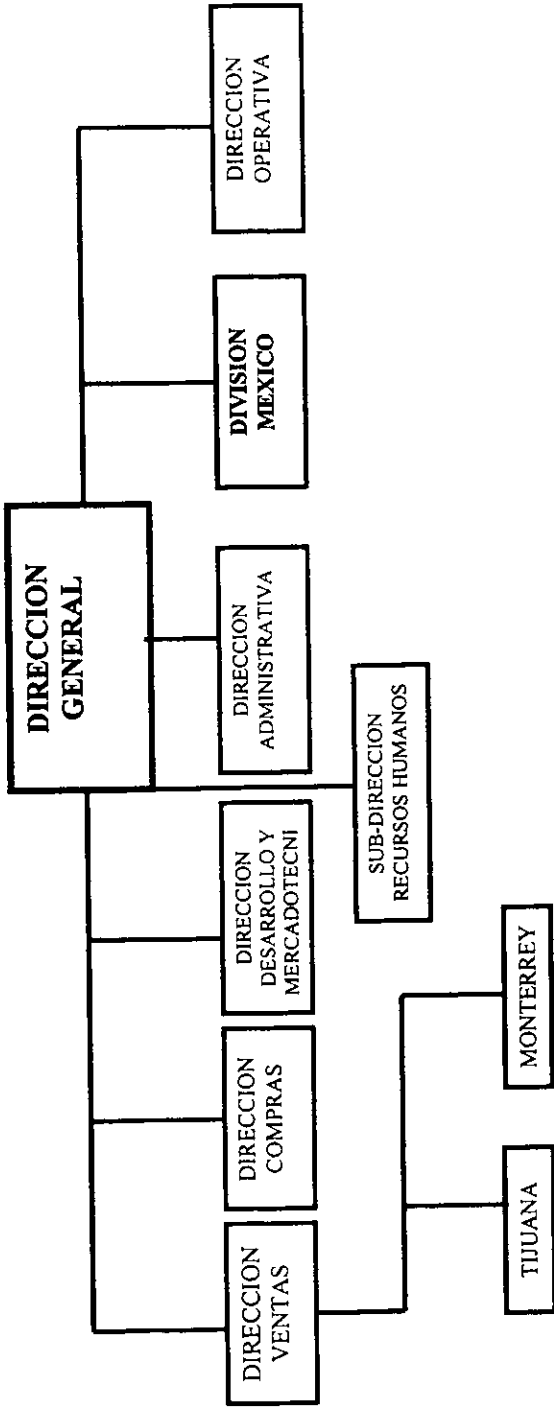 DIRECCION
GENERAL
DIRECCION
VENTAS
DIRECCION
COMPRAS
DIRECCION
DESARROLLO Y
MERCADOTECNI
DIRECCION
ADMINISTRATIVA
DIVISION
MEXICO
DIRECCION
OPERATIVA
SUB-DIRECCION
RECURSOS HUMANOS
TIJUANA
MONTERREY